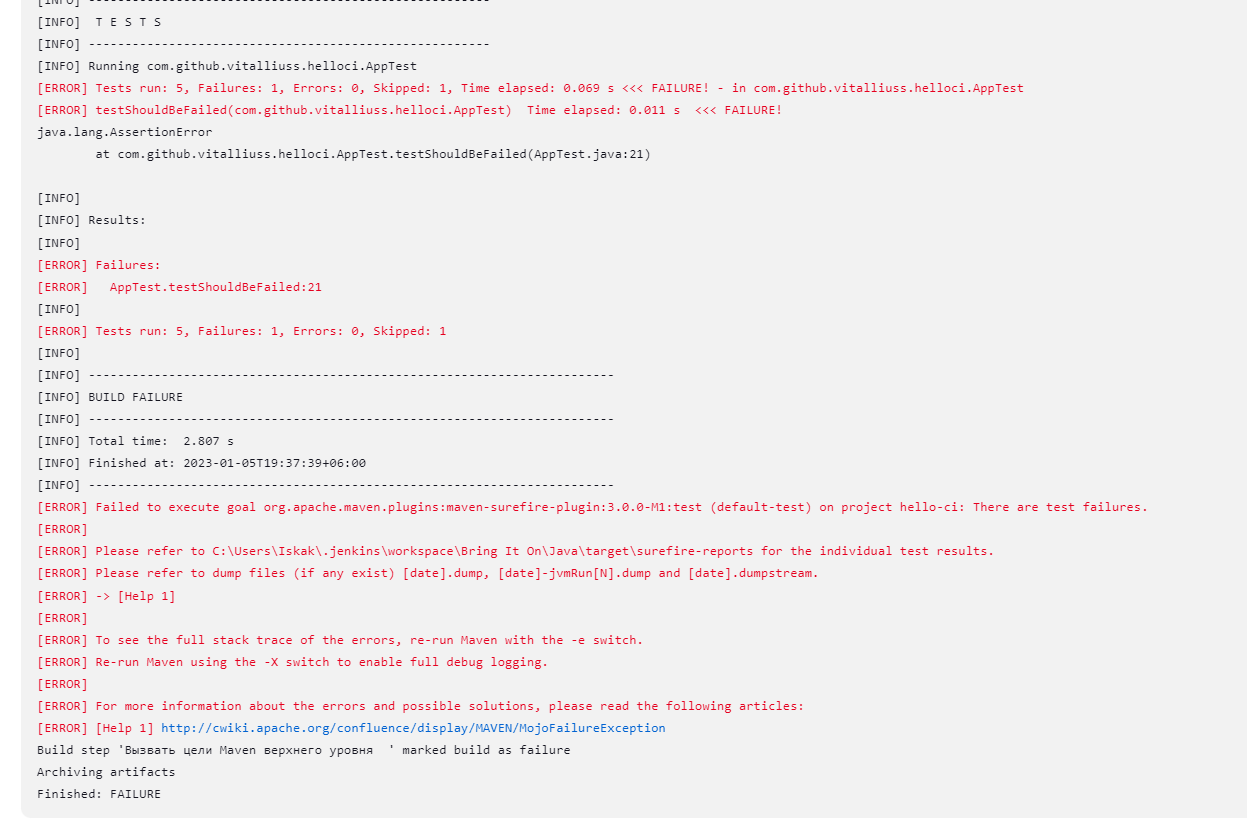 [INFO] -------------------------------------------------------
[INFO]  T E S T S
[INFO] -------------------------------------------------------
[INFO] Running com.github.vitalliuss.helloci.AppTest
[ERROR] Tests run: 5, Failures: 1, Errors: 0, Skipped: 1, Time elapsed: 0.069 s <<< FAILURE! - in com.github.vitalliuss.helloci.AppTest
[ERROR] testShouldBeFailed(com.github.vitalliuss.helloci.AppTest)  Time elapsed: 0.011 s  <<< FAILURE!
java.lang.AssertionError
        at com.github.vitalliuss.helloci.AppTest.testShouldBeFailed(AppTest.java:21)
[INFO]
[INFO] Results:
[INFO]
[ERROR] Failures:
[ERROR]   AppTest.testShouldBeFailed:21
[INFO]
[ERROR] Tests run: 5, Failures: 1, Errors: 0, Skipped: 1
[INFO]
[INFO] ------------------------------------------------------------------------
[INFO] BUILD FAILURE
[INFO] ------------------------------------------------------------------------
[INFO] Total time:  2.807 s
[INFO] Finished at: 2023-01-05T19:37:39+06:00
[INFO] ------------------------------------------------------------------------
[ERROR] Failed to execute goal org.apache.maven.plugins:maven-surefire-plugin:3.0.0-M1:test (default-test) on project hello-ci: There are test failures.
[ERROR]
[ERROR] Please refer to C:\Users\Iskak\.jenkins\workspace\Bring It On\Java\target\surefire-reports for the individual test results.
[ERROR] Please refer to dump files (if any exist) [date].dump, [date]-jvmRun[N].dump and [date].dumpstream.
[ERROR] -> [Help 1]
[ERROR]
[ERROR] To see the full stack trace of the errors, re-run Maven with the -e switch.
[ERROR] Re-run Maven using the -X switch to enable full debug logging.
[ERROR]
[ERROR] For more information about the errors and possible solutions, please read the following articles:
[ERROR] [Help 1] http://cwiki.apache.org/confluence/display/MAVEN/MojoFailureException
Build step 'Вызвать цели Maven верхнего уровня  ' marked build as failure
Archiving artifacts
Finished: FAILURE